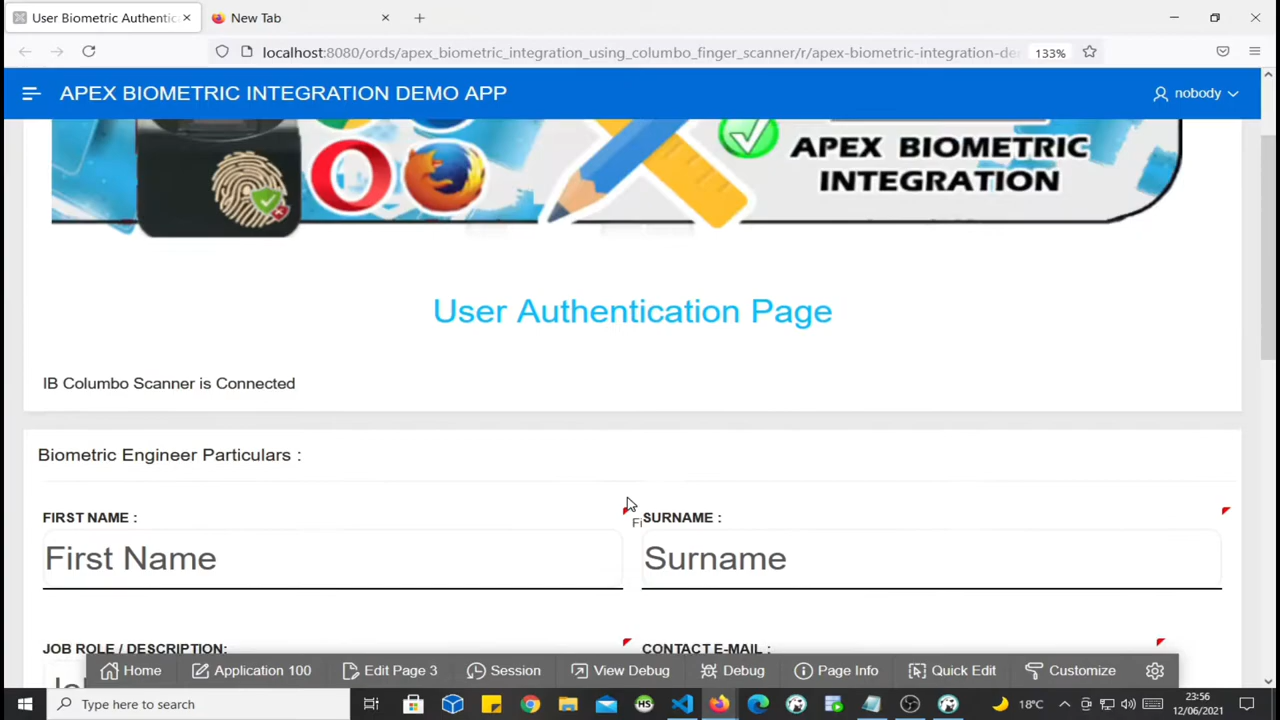 User Biometric Authentic
New Tab
localhost:8080/ords/apex_biometric_integration_using_columbo_finger_scanner/r/apex-biometric-integration-de
133%
APEX BIOMETRIC INTEGRATION DEMO APP
nobody
APEX BIOMETRIC
INTEGRATION
User Authentication Page
IB Columbo Scanner is Connected
Biometric Engineer Particulars :
FIRST NAME :
SURNAME :
First Name
Surname
JOB ROLE / DESCRIPTION:
CONTACT E-MAIL :
Home
Application 100
Edit Page 3
Session
View Debug
Debug
Page Info
Quick Edit
Customize
Type here to search
HS
18°C
23:56
12/06/2021